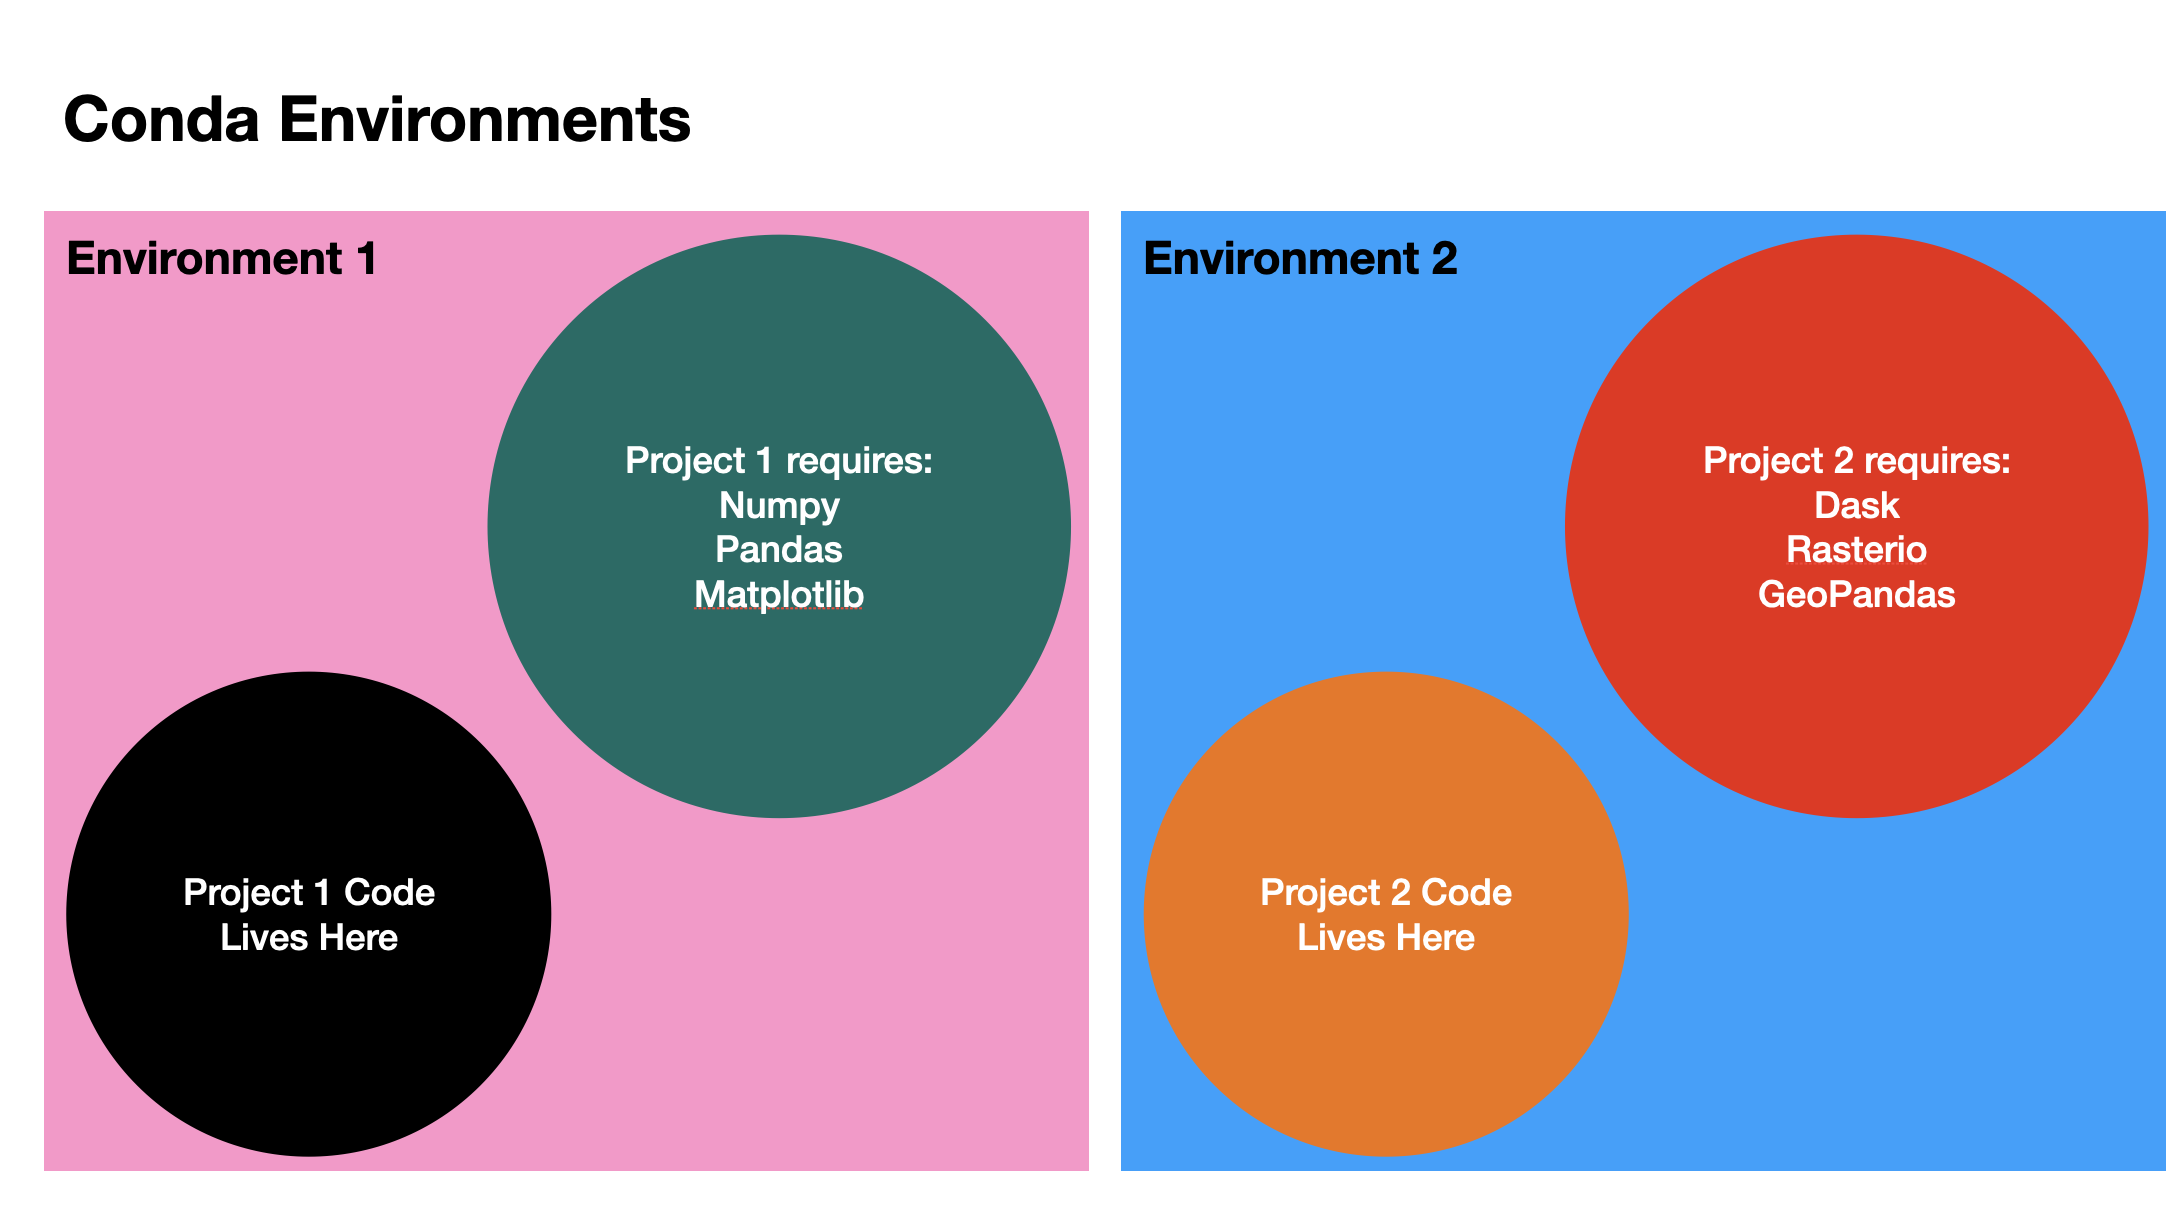 Conda Environments
Environment 1
Project 1 requires:
Numpy
Pandas
Matplotlib
Project 1 Code
Lives Here
Environment 2
Project 2 requires:
Dask
Rasterio
GeoPandas
Project 2 Code
Lives Here